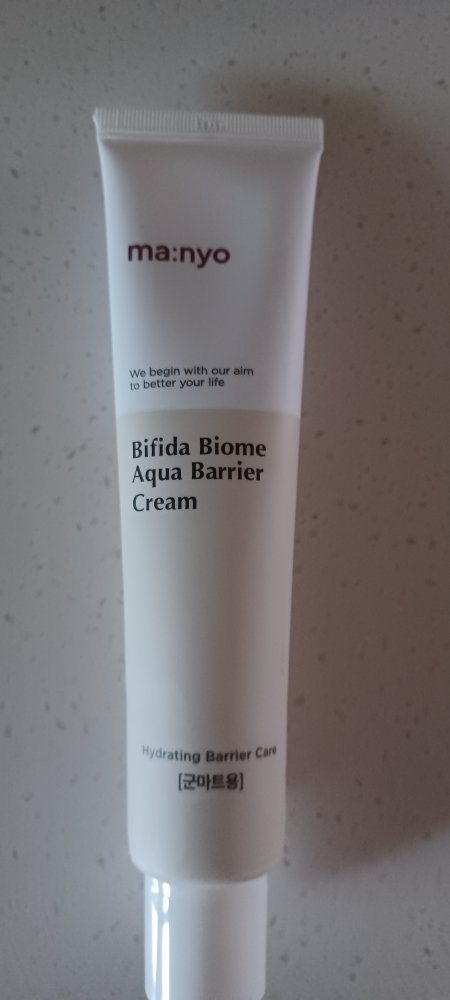 ma:nyo
We begin with our aim
to better your life
Bifida Biome
Aqua Barrier
Cream
Hydrating Barrier Care
[군마트용]